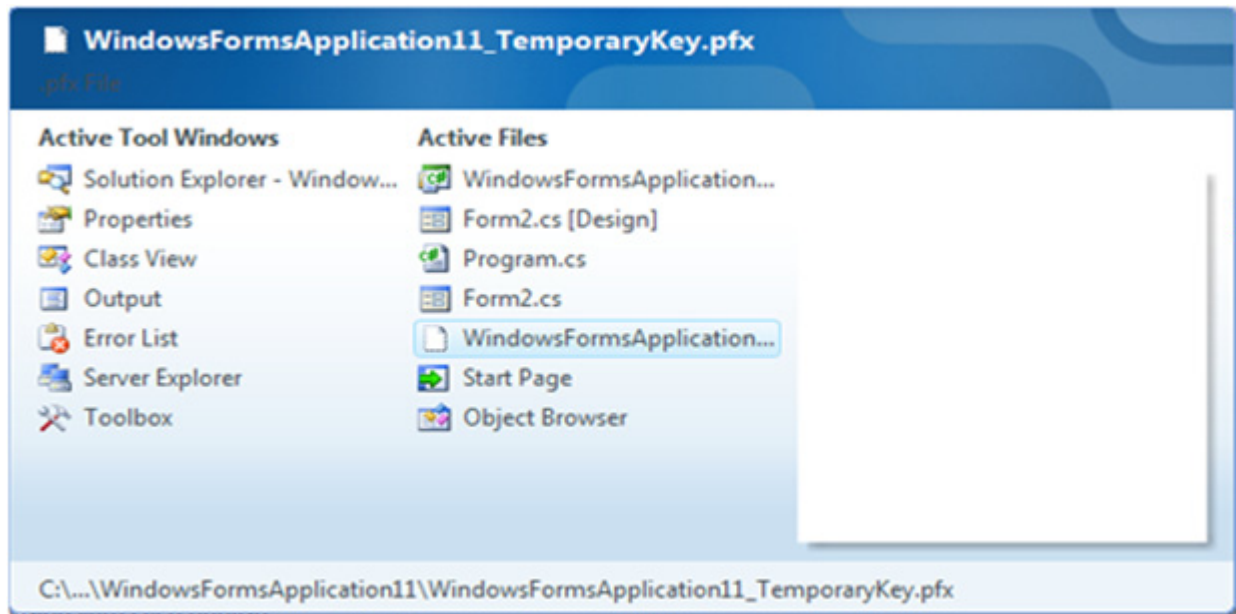 WindowsFormsApplication11_TemporaryKey.pfx
.pfx File
Active Tool Windows
Solution Explorer - Window...
Properties
Class View
Output
Error List
Server Explorer
Toolbox
Active Files
WindowsFormsApplication...
Form2.cs [Design]
Program.cs
Form2.cs
WindowsFormsApplication...
Start Page
Object Browser
C:\...\WindowsFormsApplication11\WindowsFormsApplication11_TemporaryKey.pfx